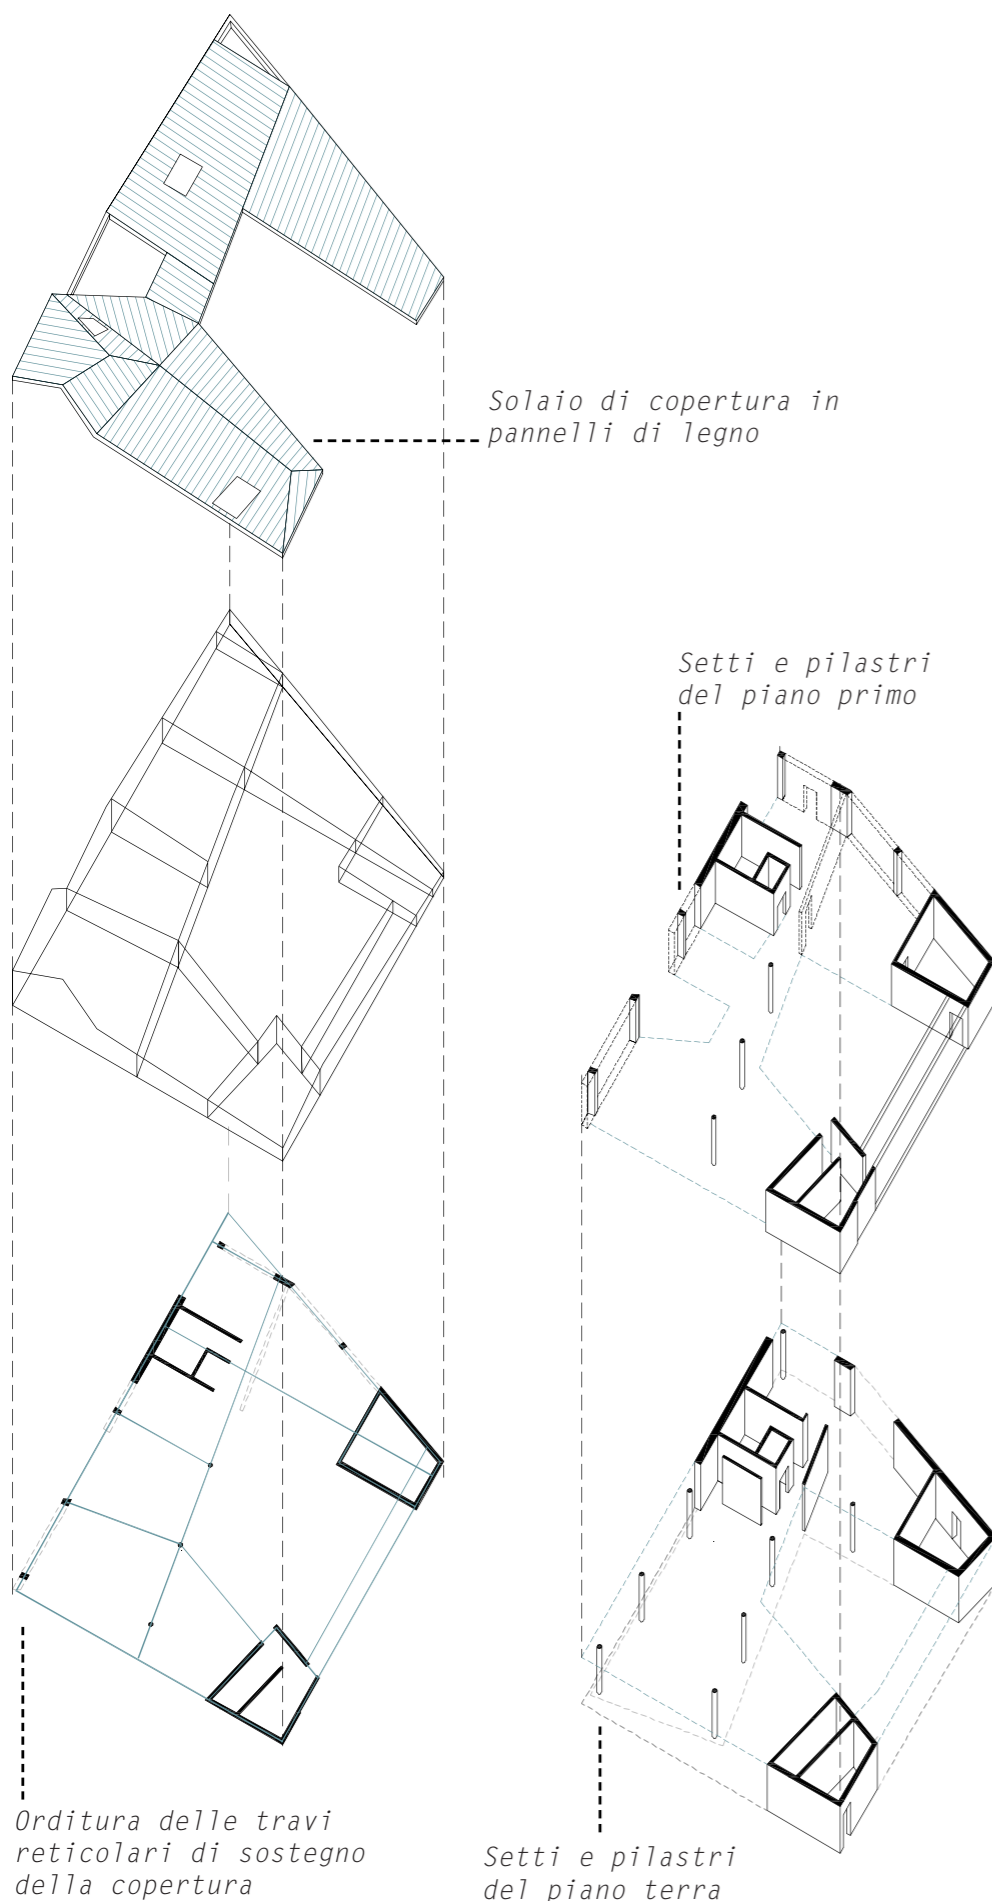 Solaio di copertura in
pannelli di legno
Setti e pilastri
del piano primo
Orditura delle travi
reticolari di sostegno
della copertura
Setti e pilastri
del piano terra